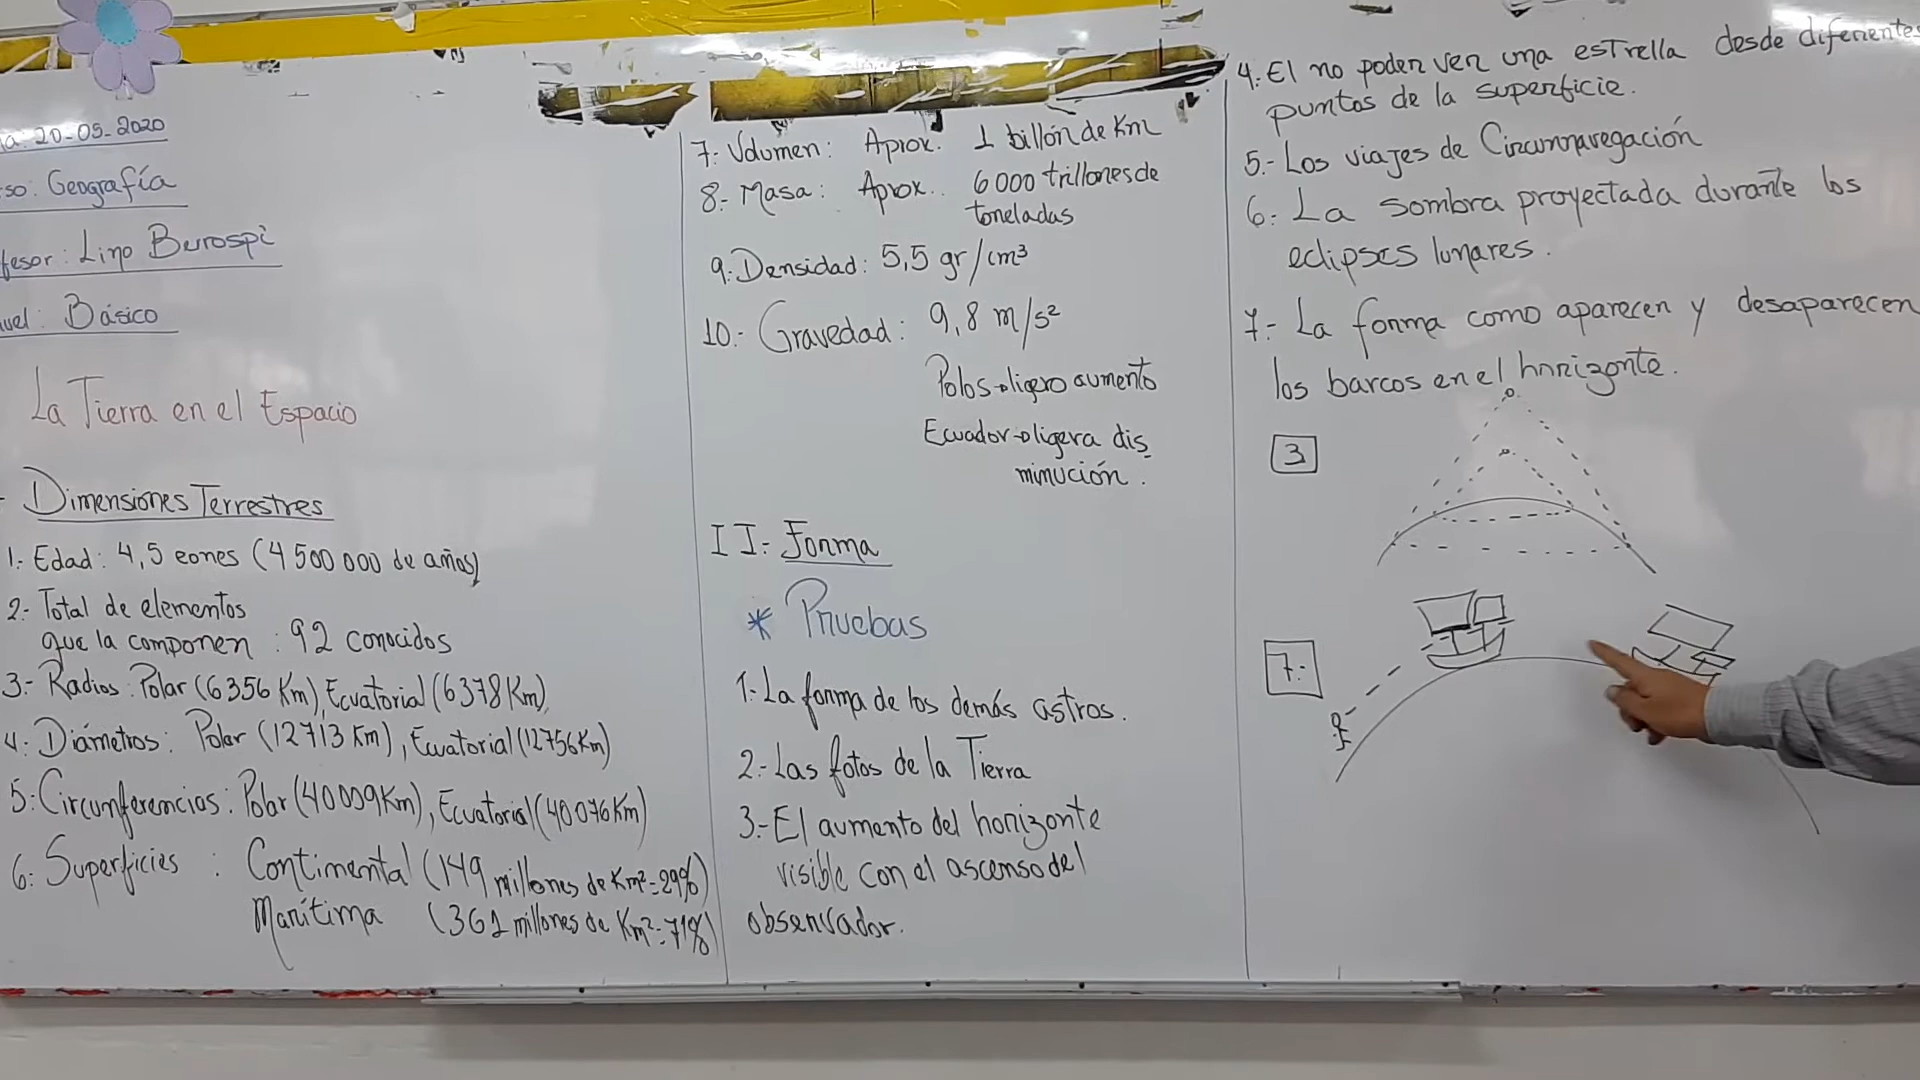 a: 20-05-2020
so: Geografía
fesor: Lino Burospi
vel: Básico
La Tierra en el Espacio
- Dimensiones Terrestres
1.- Edad: 4,5 eones (4 500 000 de años)
2.- Total de elementos
que la componen : 92 conocidos
3.- Radios: Polar (6356 Km), Ecuatorial (6378 Km),
4.- Diámetros: Polar (12713 Km), Ecuatorial (12756 Km)
5.- Circunferencias: Polar (40009 Km), Ecuatorial (40076 Km)
6.- Superficies : Continental (149 millones de Km²=29%)
Marítima (361 millones de Km²=71%)
7.- Volumen: Aprox. 1 billón de Km
8.- Masa: Aprox.. 6000 trillones de
toneladas
9.- Densidad: 5,5 gr/cm³
10.- Gravedad: 9,8 m/s²
Polos→ligero aumento
Ecuador→ligera dis_
minución.
II.- Forma
* Pruebas
1.- La forma de los demás astros.
2.- Las fotos de la Tierra
3.- El aumento del horizonte
visible con el ascenso del
observador.
4.- El no poder ver una estrella desde diferentes
puntos de la superficie.
5.- Los viajes de Circunnavegación
6.- La sombra proyectada durante los
eclipses lunares.
7.- La forma como aparecen y desaparecen
los barcos en el horizonte.
3
7.-